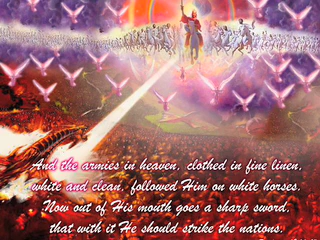 And the armies in heaven, clothed in fine linen,
white and clean, followed Him on white horses.
Now out of His mouth goes a sharp sword,
that with it He should strike the nations.